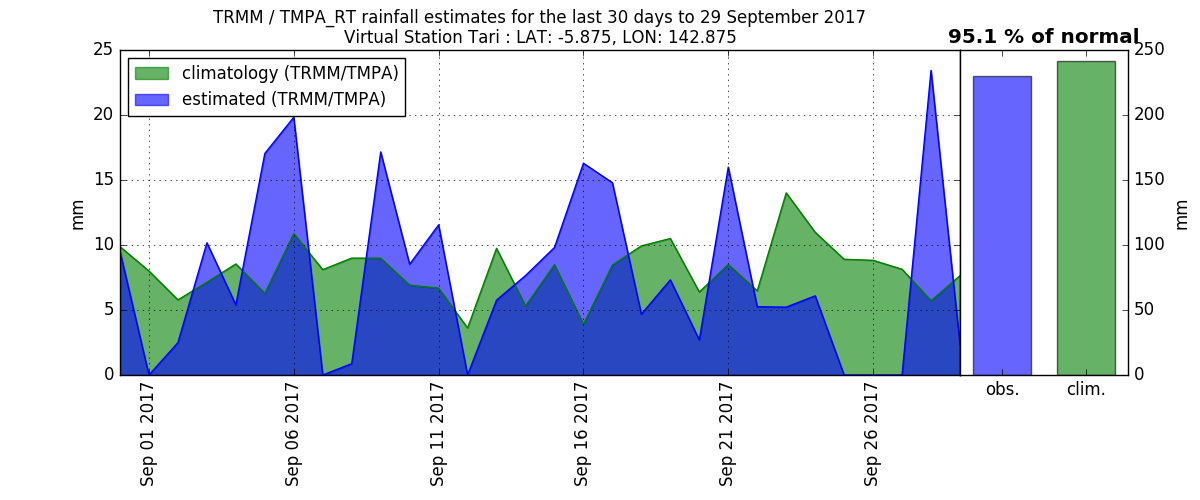 TRMM / TMPA_RT rainfall estimates for the last 30 days to 29 September 2017
Virtual Station Tari : LAT: -5.875, LON: 142.875
95.1 % of normal
climatology (TRMM/TMPA)
estimated (TRMM/TMPA)
25
20
15
10
5
0
mm
Sep 01 2017
Sep 06 2017
Sep 11 2017
Sep 16 2017
Sep 21 2017
Sep 26 2017
obs.
clim.
250
200
150
100
50
0
mm